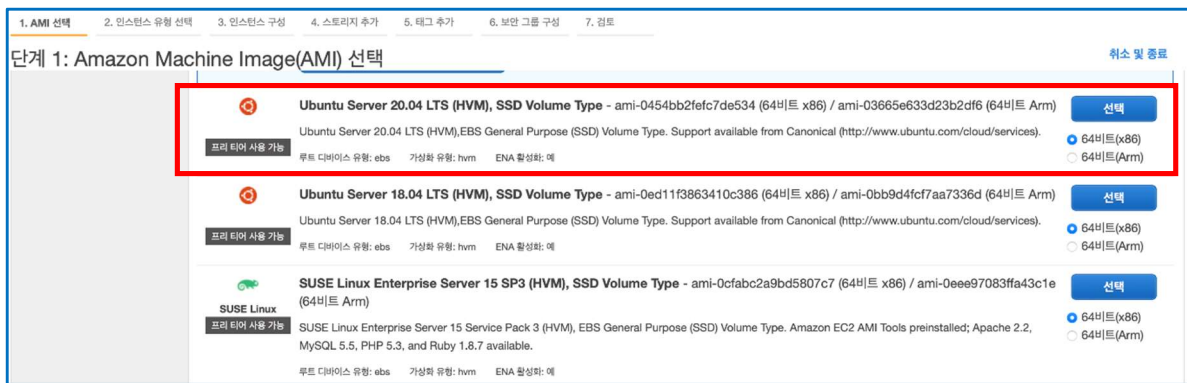 1. AMI 선택 2. 인스턴스 유형 선택 3. 인스턴스 구성 4. 스토리지 추가 5. 태그 추가 6. 보안 그룹 구성 7. 검토
단계 1: Amazon Machine Image(AMI) 선택
취소 및 종료
Ubuntu Server 20.04 LTS (HVM), SSD Volume Type - ami-0454bb2fefc7de534 (64비트 x86) / ami-03665e633d23b2df6 (64비트 Arm)
선택
프리 티어 사용 가능
Ubuntu Server 20.04 LTS (HVM),EBS General Purpose (SSD) Volume Type. Support available from Canonical (http://www.ubuntu.com/cloud/services).
64비트(x86)
64비트(Arm)
루트 디바이스 유형: ebs 가상화 유형: hvm ENA 활성화: 예
Ubuntu Server 18.04 LTS (HVM), SSD Volume Type - ami-0ed11f3863410c386 (64비트 x86) / ami-0bb9d4fcf7aa7336d (64비트 Arm)
선택
프리 티어 사용 가능
Ubuntu Server 18.04 LTS (HVM),EBS General Purpose (SSD) Volume Type. Support available from Canonical (http://www.ubuntu.com/cloud/services).
64비트(x86)
64비트(Arm)
루트 디바이스 유형: ebs 가상화 유형: hvm ENA 활성화: 예
SUSE Linux
프리 티어 사용 가능
SUSE Linux Enterprise Server 15 SP3 (HVM), SSD Volume Type - ami-0cfabc2a9bd5807c7 (64비트 x86) / ami-0eee97083ffa43c1e
(64비트 Arm)
선택
64비트(x86)
64비트(Arm)
SUSE Linux Enterprise Server 15 Service Pack 3 (HVM), EBS General Purpose (SSD) Volume Type. Amazon EC2 AMI Tools preinstalled; Apache 2.2,
MySQL 5.5, PHP 5.3, and Ruby 1.8.7 available.
루트 디바이스 유형: ebs 가상화 유형: hvm ENA 활성화: 예